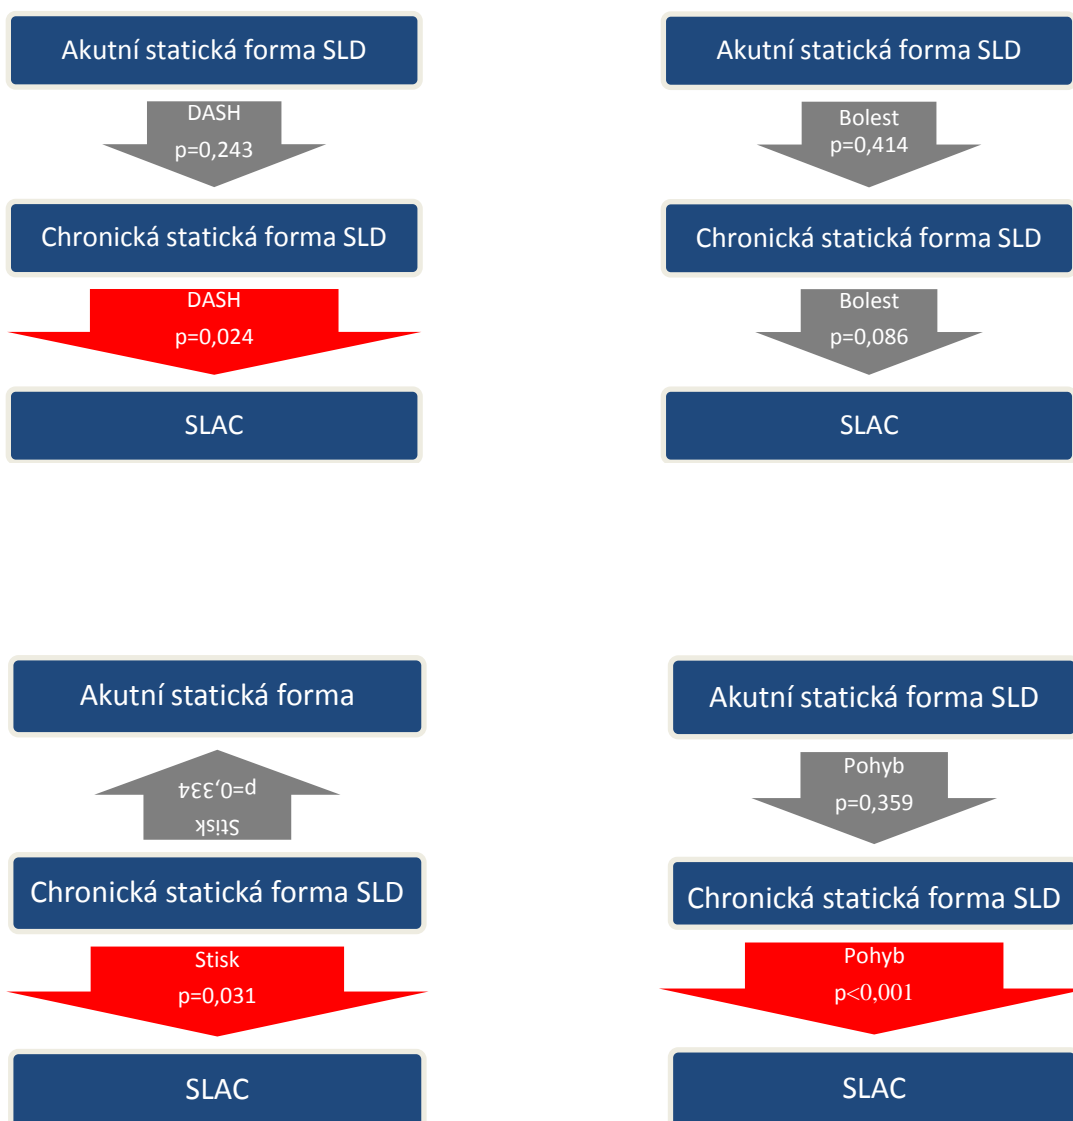 Akutní statická forma SLD
DASH
p=0,243
Chronická statická forma SLD
DASH
p=0,024
SLAC
Akutní statická forma SLD
Bolest
p=0,414
Chronická statická forma SLD
Bolest
p=0,086
SLAC
Akutní statická forma
Stisk
p=0,334
Chronická statická forma SLD
Stisk
p=0,031
SLAC
Akutní statická forma SLD
Pohyb
p=0,359
Chronická statická forma SLD
Pohyb
p<0,001
SLAC